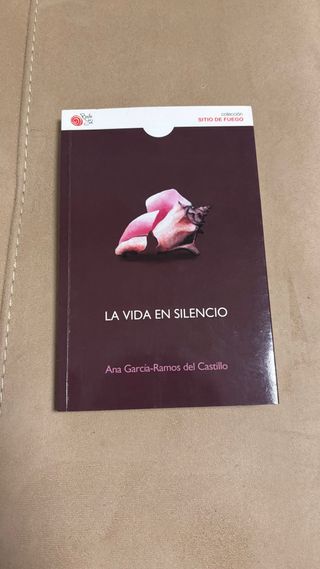 colección
SITIO DE FUEGO
LA VIDA EN SILENCIO
Ana García-Ramos del Castillo